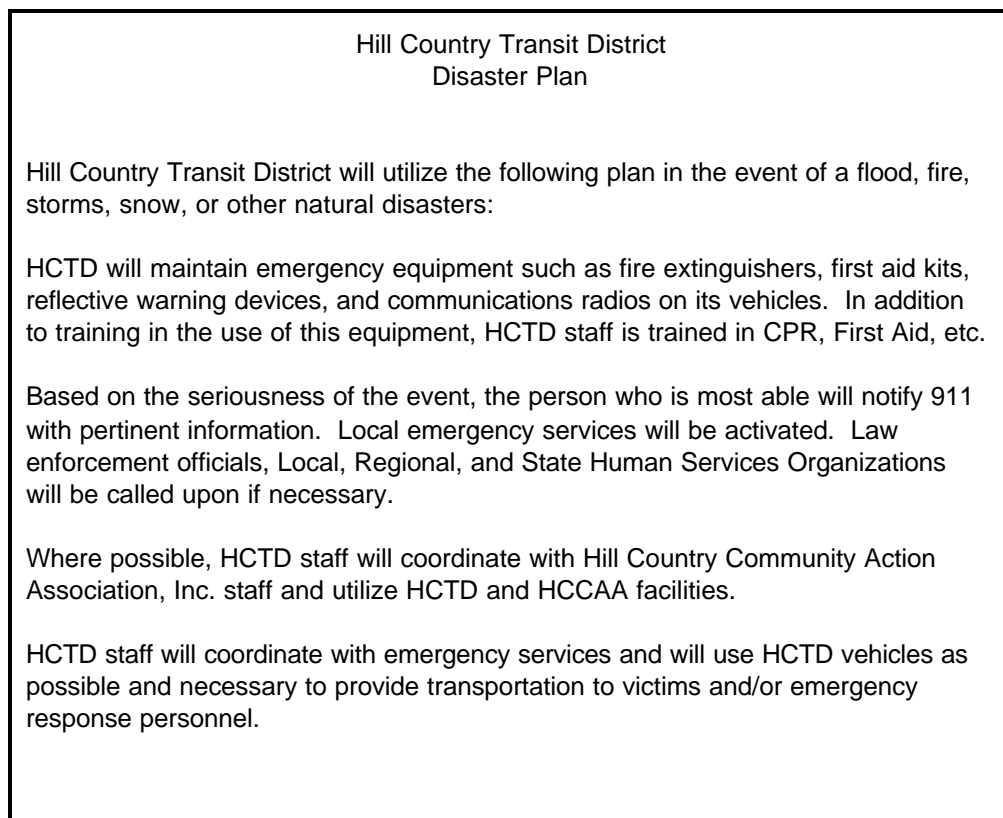 Hill Country Transit District
Disaster Plan
Hill Country Transit District will utilize the following plan in the event of a flood, fire,
storms, snow, or other natural disasters:
HCTD will maintain emergency equipment such as fire extinguishers, first aid kits,
reflective warning devices, and communications radios on its vehicles.  In addition
to training in the use of this equipment, HCTD staff is trained in CPR, First Aid, etc.
Based on the seriousness of the event, the person who is most able will notify 911
with pertinent information.  Local emergency services will be activated.  Law
enforcement officials, Local, Regional, and State Human Services Organizations
will be called upon if necessary.
Where possible, HCTD staff will coordinate with Hill Country Community Action
Association, Inc. staff and utilize HCTD and HCCAA facilities.
HCTD staff will coordinate with emergency services and will use HCTD vehicles as
possible and necessary to provide transportation to victims and/or emergency
response personnel.